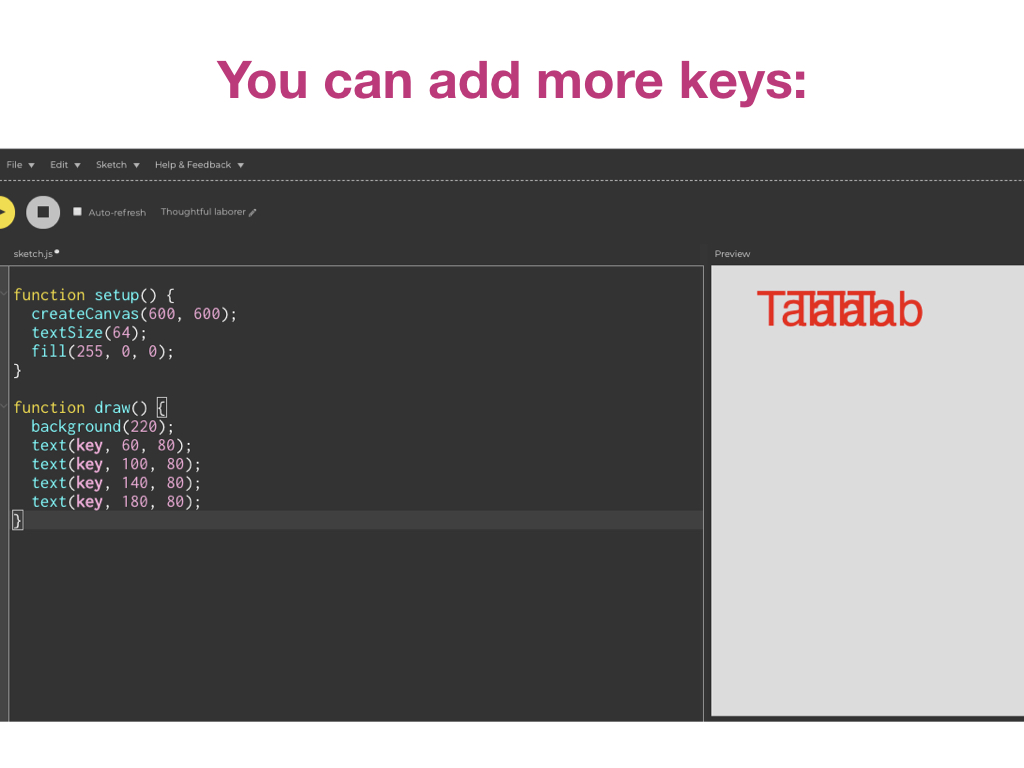 You can add more keys:
File ▼ Edit ▼ Sketch ▼ Help & Feedback ▼
Auto-refresh Thoughtful laborer
sketch.js
Preview
function setup() {
  createCanvas(600, 600);
  textSize(64);
  fill(255, 0, 0);
}
function draw() {
  background(220);
  text(key, 60, 80);
  text(key, 100, 80);
  text(key, 140, 80);
  text(key, 180, 80);
}